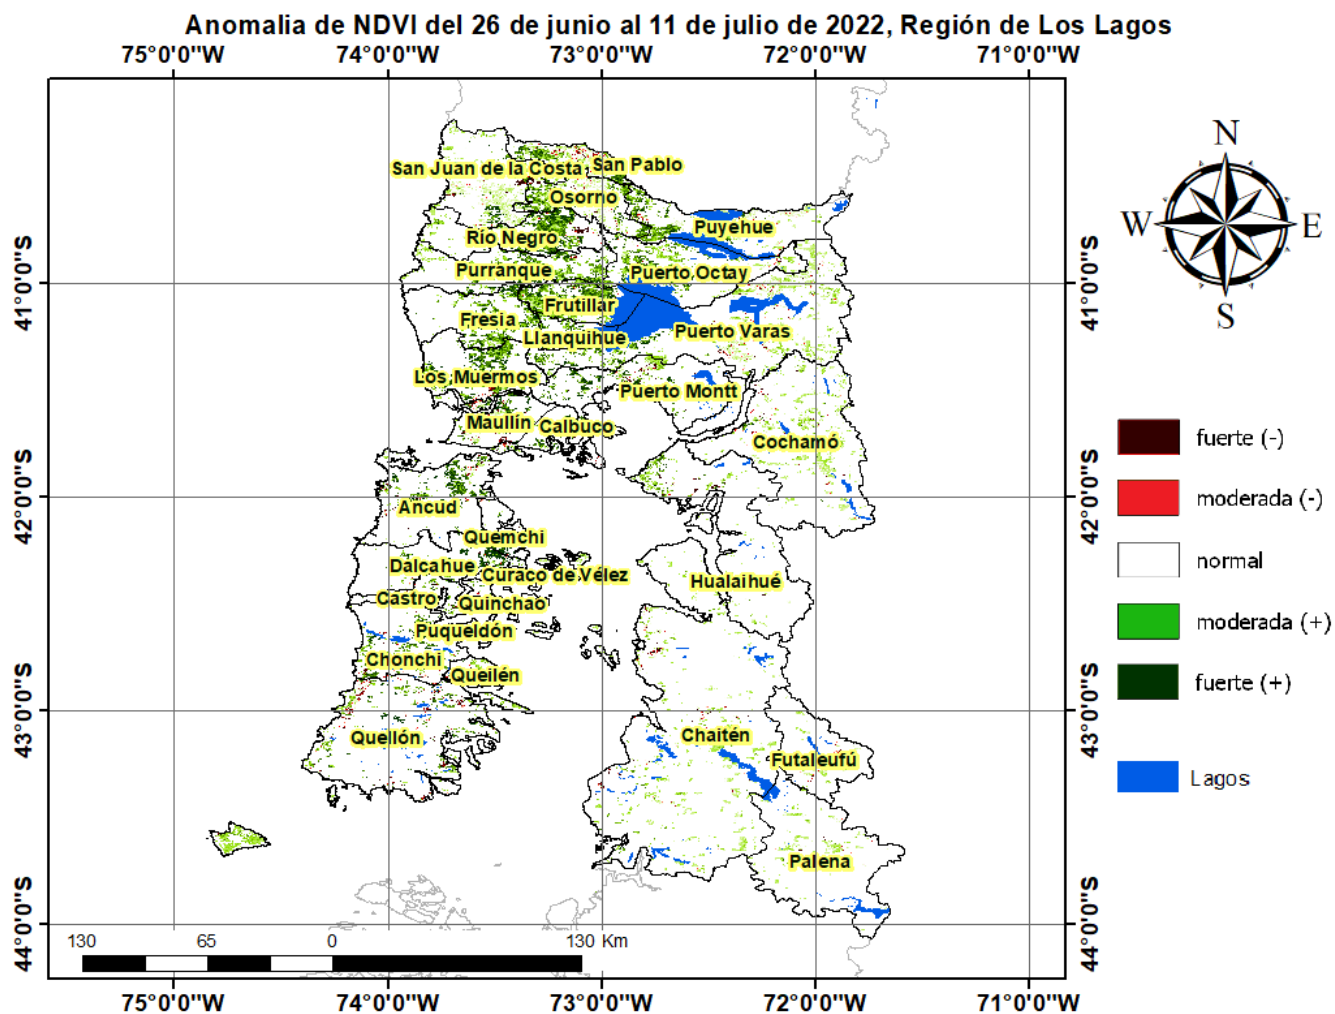 Anomalia de NDVI del 26 de junio al 11 de julio de 2022, Región de Los Lagos
75°0'0"W 74°0'0"W 73°0'0"W 72°0'0"W 71°0'0"W
N
W E
S
San Juan de la Costa San Pablo
Osorno
Puyehue
Río Negro
Purranque Puerto Octay
41°0'0"S 41°0'0"S
Frutillar
Fresia
Llanquihue Puerto Varas
Los Muermos Puerto Montt
Maullín Calbuco
Cochamó
42°0'0"S 42°0'0"S
Ancud
Quemchi
Dalcahue
Curaco de Vélez Hualaihué
Castro Quinchao
Puqueldón
Chonchi
Queilén
43°0'0"S 43°0'0"S
Quellón Chaitén
Futaleufú
Palena
44°0'0"S 44°0'0"S
fuerte (-)
moderada (-)
normal
moderada (+)
fuerte (+)
Lagos
130 65 0 130 Km
75°0'0"W 74°0'0"W 73°0'0"W 72°0'0"W 71°0'0"W